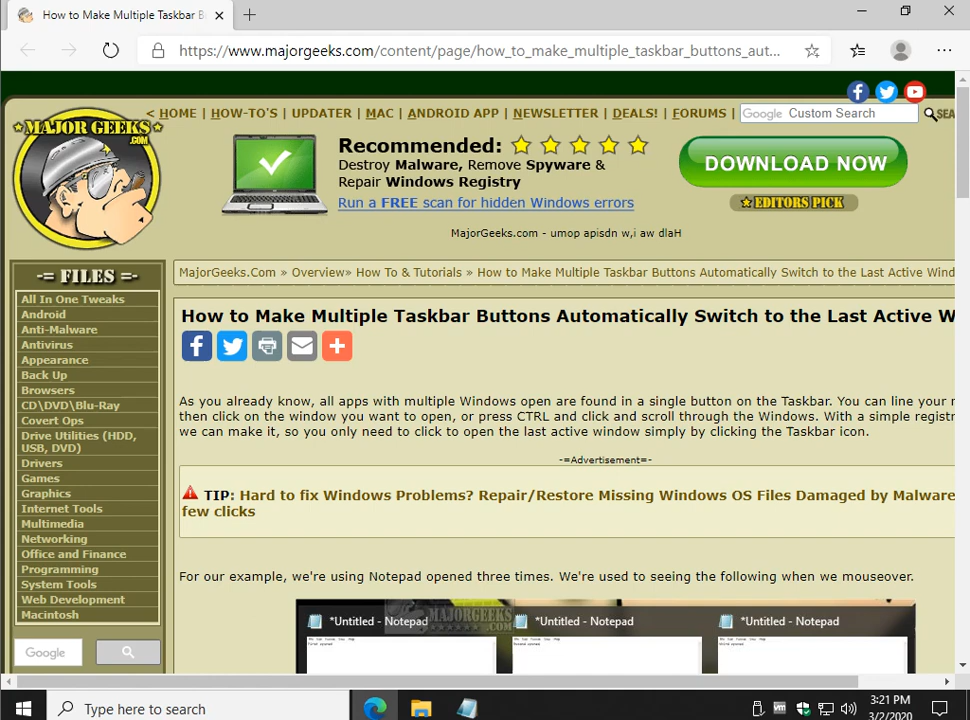 How to Make Multiple Taskbar B
https://www.majorgeeks.com/content/page/how_to_make_multiple_taskbar_buttons_aut...
MAJOR GEEKS
.COM
< HOME | HOW-TO'S | UPDATER | MAC | ANDROID APP | NEWSLETTER | DEALS! | FORUMS |
Google Custom Search
SEA
Recommended:
Destroy Malware, Remove Spyware &
Repair Windows Registry
Run a FREE scan for hidden Windows errors
DOWNLOAD NOW
EDITORS PICK
MajorGeeks.com - umop apisdn w,i aw dlaH
-= FILES =-
All In One Tweaks
Android
Anti-Malware
Antivirus
Appearance
Back Up
Browsers
CD\DVD\Blu-Ray
Covert Ops
Drive Utilities (HDD,
USB, DVD)
Drivers
Games
Graphics
Internet Tools
Multimedia
Networking
Office and Finance
Programming
System Tools
Web Development
Macintosh
Google
MajorGeeks.Com » Overview» How To & Tutorials » How to Make Multiple Taskbar Buttons Automatically Switch to the Last Active Wind
How to Make Multiple Taskbar Buttons Automatically Switch to the Last Active W
As you already know, all apps with multiple Windows open are found in a single button on the Taskbar. You can line your
then click on the window you want to open, or press CTRL and click and scroll through the Windows. With a simple registr
we can make it, so you only need to click to open the last active window simply by clicking the Taskbar icon.
-=Advertisement=-
TIP: Hard to fix Windows Problems? Repair/Restore Missing Windows OS Files Damaged by Malware
few clicks
For our example, we're using Notepad opened three times. We're used to seeing the following when we mouseover.
MAJORGEEKS
.COM
*Untitled - Notepad
*Untitled - Notepad
*Untitled - Notepad
Type here to search
3:21 PM
3/2/2020